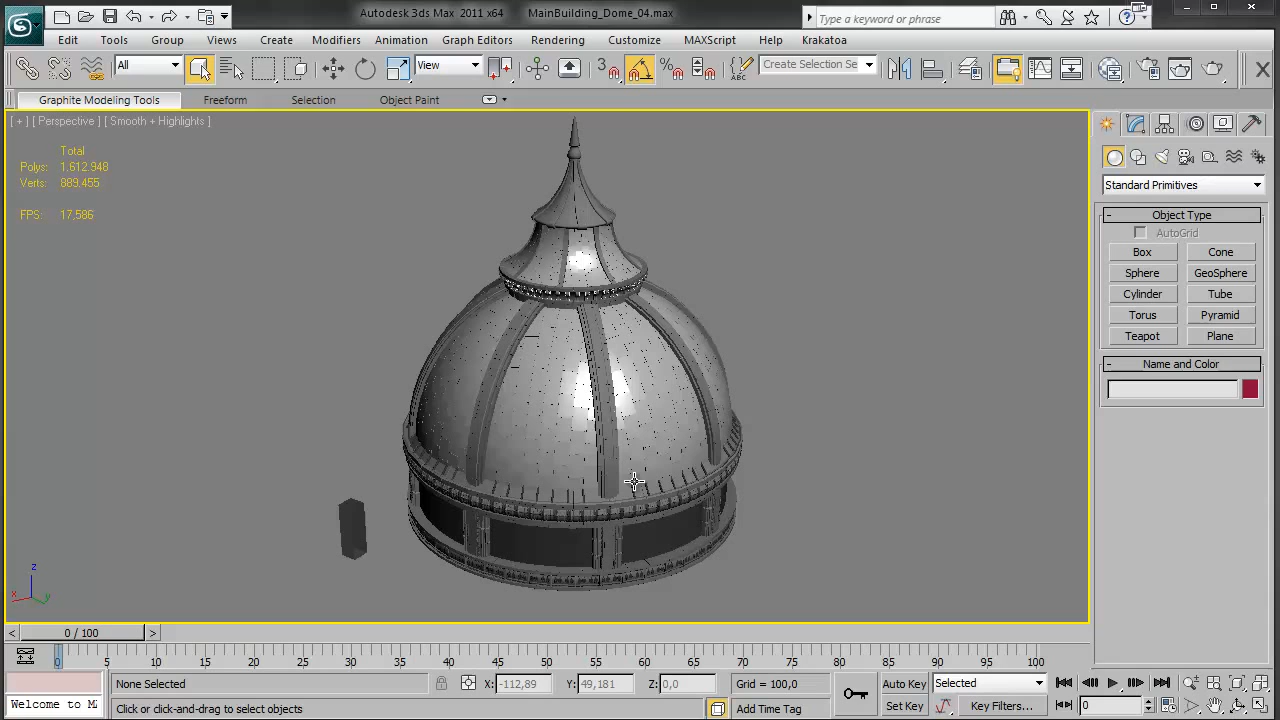 Autodesk 3ds Max 2011 x64 MainBuilding_Dome_04.max
Type a keyword or phrase
Edit Tools Group Views Create Modifiers Animation Graph Editors Rendering Customize MAXScript Help Krakatoa
All View 3 % ABC Create Selection Se
Graphite Modeling Tools Freeform Selection Object Paint
[ + ] [ Perspective ] [ Smooth + Highlights ]
Total
Polys: 1.612.948
Verts: 889.455
FPS: 17,586
Standard Primitives
- Object Type
AutoGrid
Box Cone
Sphere GeoSphere
Cylinder Tube
Torus Pyramid
Teapot Plane
- Name and Color
z
x y
< 0 / 100 >
0 5 10 15 20 25 30 35 40 45 50 55 60 65 70 75 80 85 90 95 100
None Selected X: -112,89 Y: 49,181 Z: 0,0 Grid = 100,0 Auto Key Selected
Welcome to MA Click or click-and-drag to select objects Add Time Tag Set Key Key Filters... 0